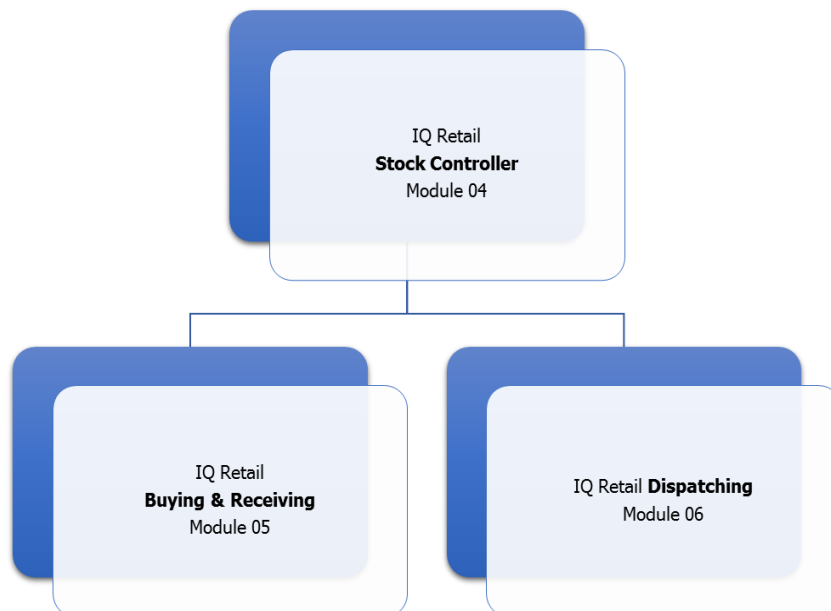 IQ Retail
Stock Controller
Module 04
IQ Retail
Buying & Receiving
Module 05
IQ Retail Dispatching
Module 06